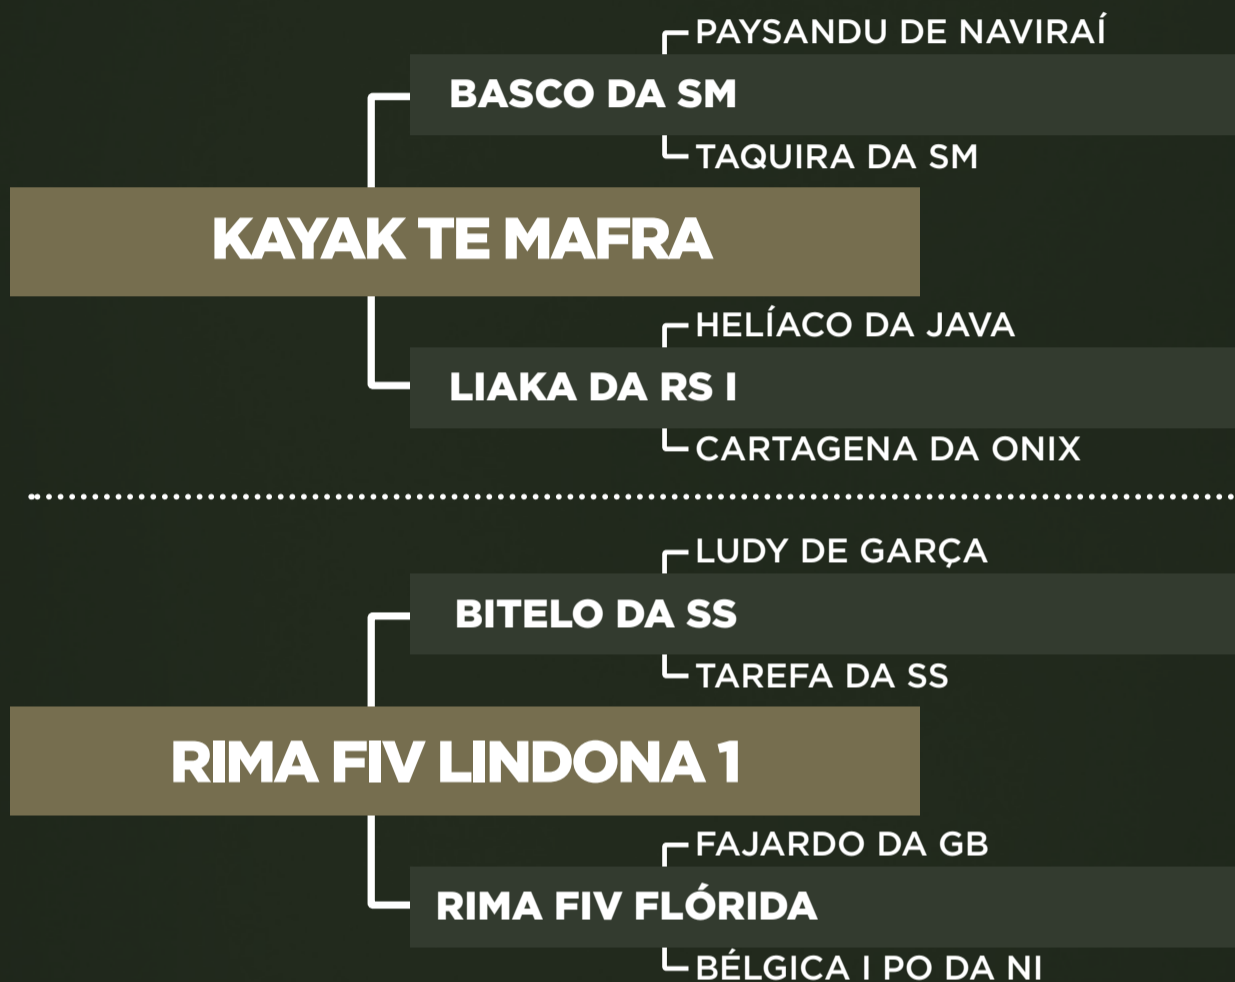 PAYSANDU DE NAVIRAÍ
BASCO DA SM
TAQUIRA DA SM
KAYAK TE MAFRA
HELÍACO DA JAVA
LIAKA DA RS I
CARTAGENA DA ONIX
LUDY DE GARÇA
BITELO DA SS
TAREFA DA SS
RIMA FIV LINDONA 1
FAJARDO DA GB
RIMA FIV FLÓRIDA
BÉLGICA I PO DA NI